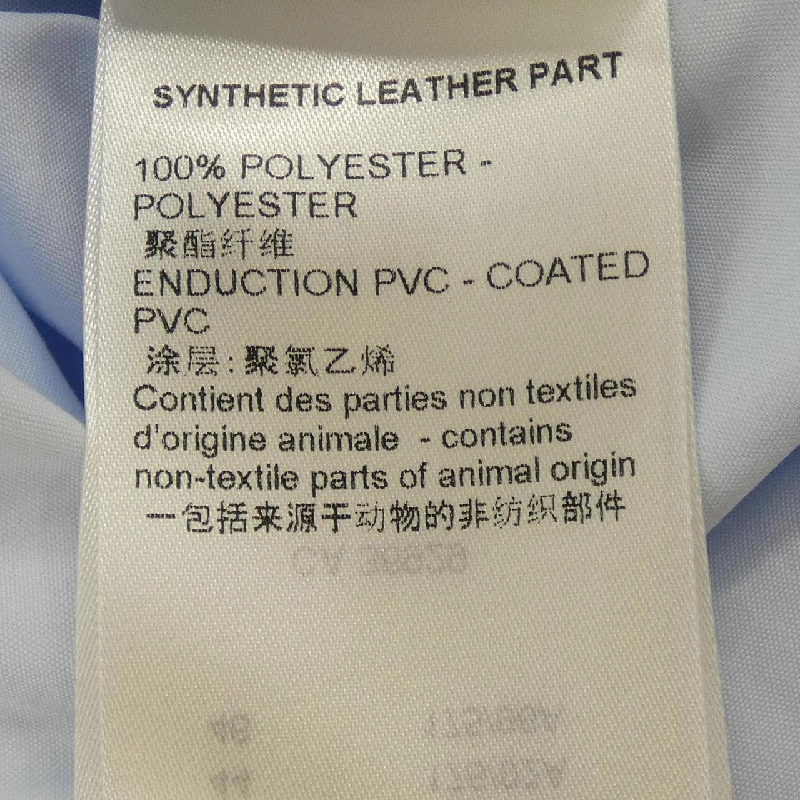 SYNTHETIC LEATHER PART
100% POLYESTER -
POLYESTER
聚酯纤维
ENDUCTION PVC - COATED
PVC
涂层:聚氯乙烯
Contient des parties non textiles
d'origine animale - contains
non-textile parts of animal origin
一包括来源于动物的非纺织部件
46
44